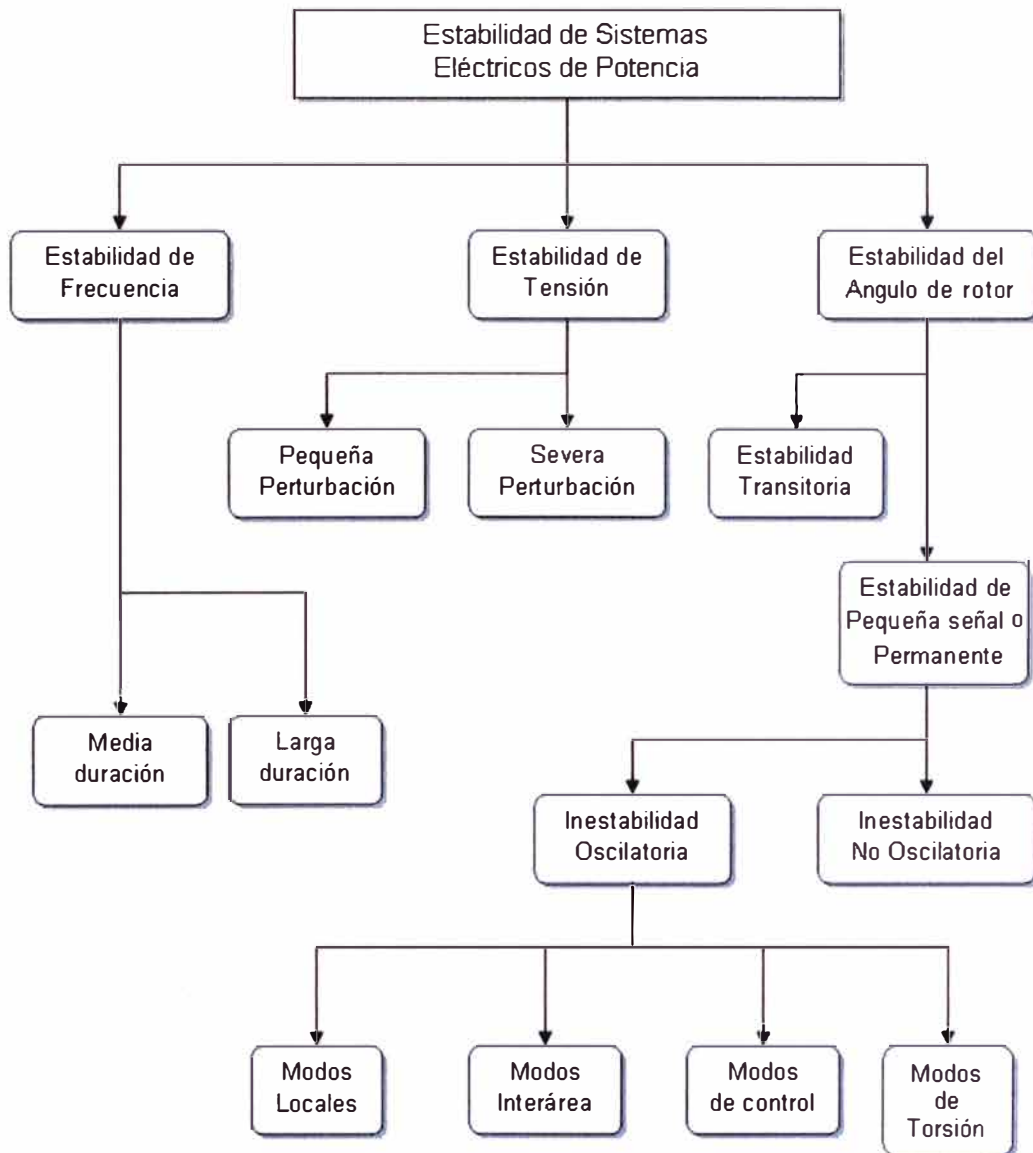 Estabilidad de Sistemas
Eléctricos de Potencia
Estabilidad de
Frecuencia
Estabilidad de
Tensión
Estabilidad del
Angulo de rotor
Pequeña
Perturbación
Severa
Perturbación
Estabilidad
Transitoria
Estabilidad de
Pequeña señal o
Permanente
Media
duración
Larga
duración
Inestabilidad
Oscilatoria
Inestabilidad
No Oscilatoria
Modos
Locales
Modos
Interárea
Modos
de control
Modos
de
Torsión